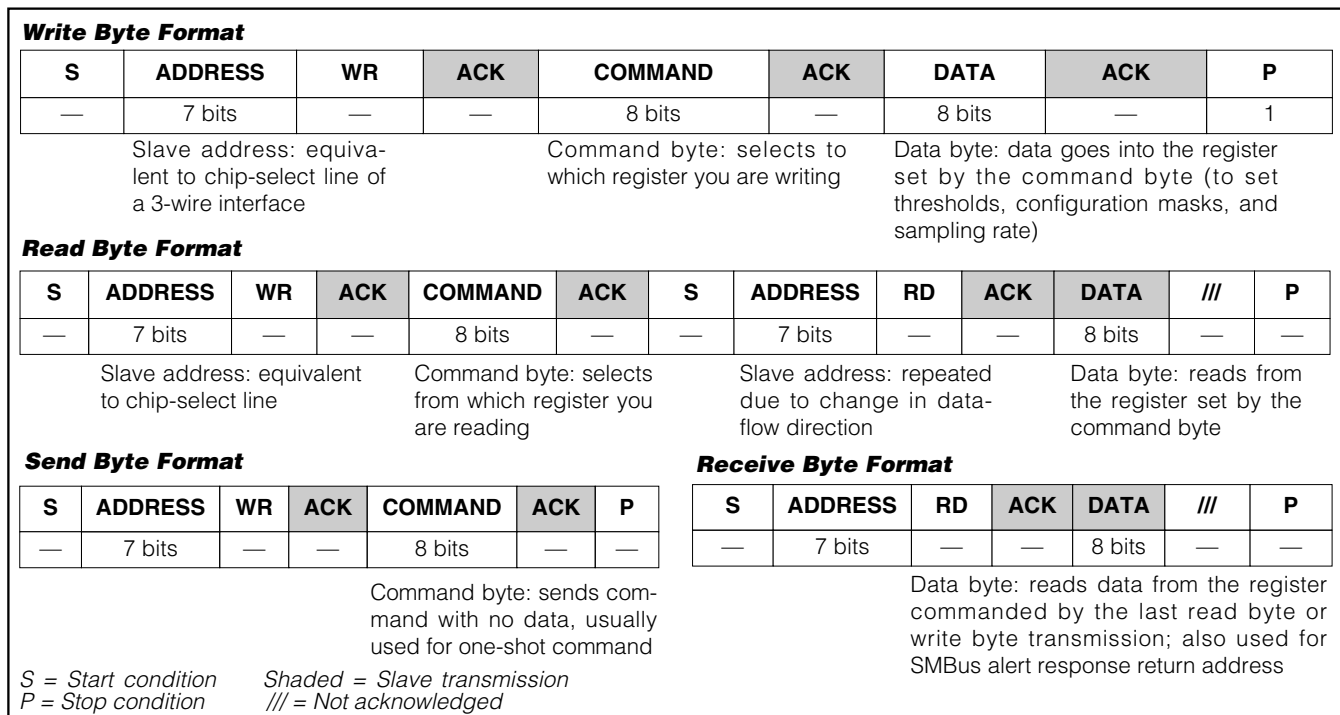 Write Byte Format
S ADDRESS WR ACK COMMAND ACK DATA ACK P
— 7 bits — — 8 bits — 8 bits — 1
Slave address: equiva-
lent to chip-select line of
a 3-wire interface
Command byte: selects to
which register you are writing
Data byte: data goes into the register
set by the command byte (to set
thresholds, configuration masks, and
sampling rate)
Read Byte Format
S ADDRESS WR ACK COMMAND ACK S ADDRESS RD ACK DATA /// P
— 7 bits — — 8 bits — — 7 bits — — 8 bits — —
Slave address: equivalent
to chip-select line
Command byte: selects
from which register you
are reading
Slave address: repeated
due to change in data-
flow direction
Data byte: reads from
the register set by the
command byte
Send Byte Format
S ADDRESS WR ACK COMMAND ACK P
— 7 bits — — 8 bits — —
Command byte: sends com-
mand with no data, usually
used for one-shot command
Receive Byte Format
S ADDRESS RD ACK DATA /// P
— 7 bits — — 8 bits — —
Data byte: reads data from the register
commanded by the last read byte or
write byte transmission; also used for
SMBus alert response return address
S = Start condition Shaded = Slave transmission
P = Stop condition /// = Not acknowledged